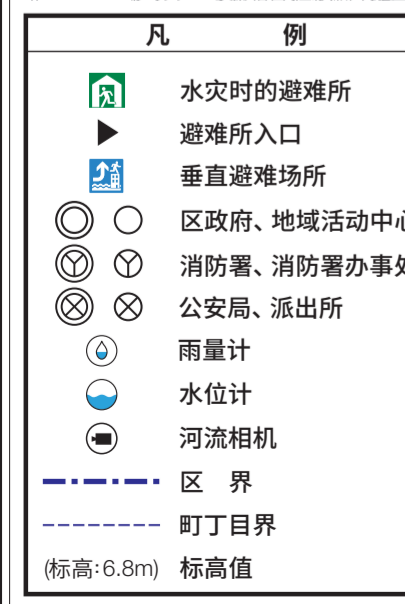 凡 例
水灾时的避难所
避难所入口
垂直避难场所
区政府、地域活动中
消防署、消防署办事
公安局、派出所
雨量计
水位计
河流相机
区 界
町丁目界
(标高:6.8m) 标高值